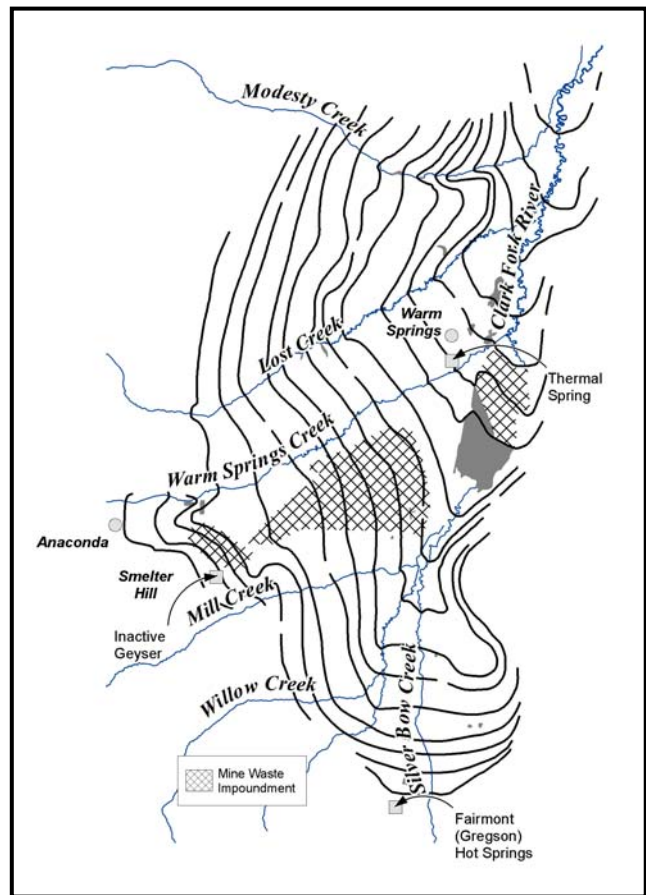 Modesty Creek
Clark Fork River
Warm
Springs
Lost Creek
Thermal
Spring
Warm Springs Creek
Anaconda
Smelter
Hill
Mill Creek
Inactive
Geyser
Willow Creek
Silver Bow Creek
Mine Waste
Impoundment
Fairmont
(Gregson)
Hot Springs